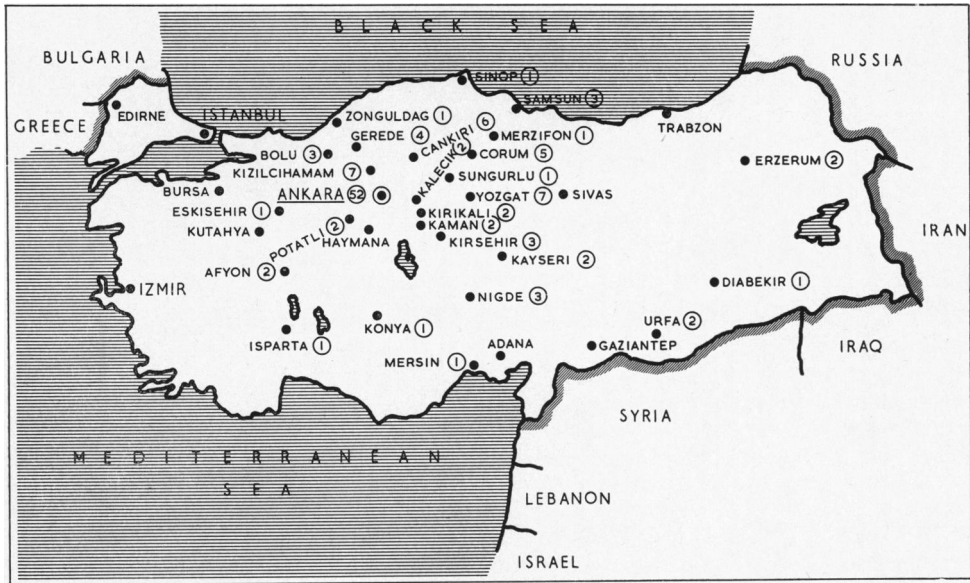 BLACK SEA
BULGARIA
RUSSIA
SINOP 1
SAMSUN 3
EDIRNE
ISTANBUL
ZONGULDAG 1
CANKIRI 6
MERZIFON 1
TRABZON
GREECE
GEREDE 4
KALECIK 2
CORUM 5
BOLU 3
ERZERUM 2
KIZILCIHAMAM 7
SUNGURLU 1
BURSA
ANKARA 52
YOZGAT 7
SIVAS
ESKISEHIR 1
KIRIKALI 2
KUTAHYA
POTATLI 2
HAYMANA
KAMAN 2
IRAN
KIRSEHIR 3
KAYSERI 2
AFYON 2
DIABEKIR 1
IZMIR
NIGDE 3
KONYA 1
URFA 2
ISPARTA 1
ADANA
GAZIANTEP
IRAQ
MERSIN 1
SYRIA
MEDITERRANEAN
SEA
LEBANON
ISRAEL